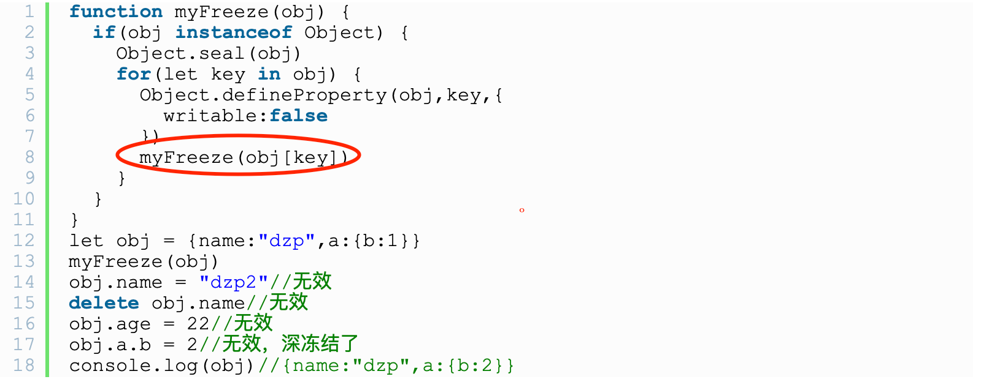 1 function myFreeze(obj) {
2   if(obj instanceof Object) {
3     Object.seal(obj)
4     for(let key in obj) {
5       Object.defineProperty(obj,key,{
6         writable:false
7       })
8       myFreeze(obj[key])
9     }
10   }
11 }
12 let obj = {name:"dzp",a:{b:1}}
13 myFreeze(obj)
14 obj.name = "dzp2"//无效
15 delete obj.name//无效
16 obj.age = 22//无效
17 obj.a.b = 2//无效，深冻结了
18 console.log(obj)//{name:"dzp",a:{b:2}}